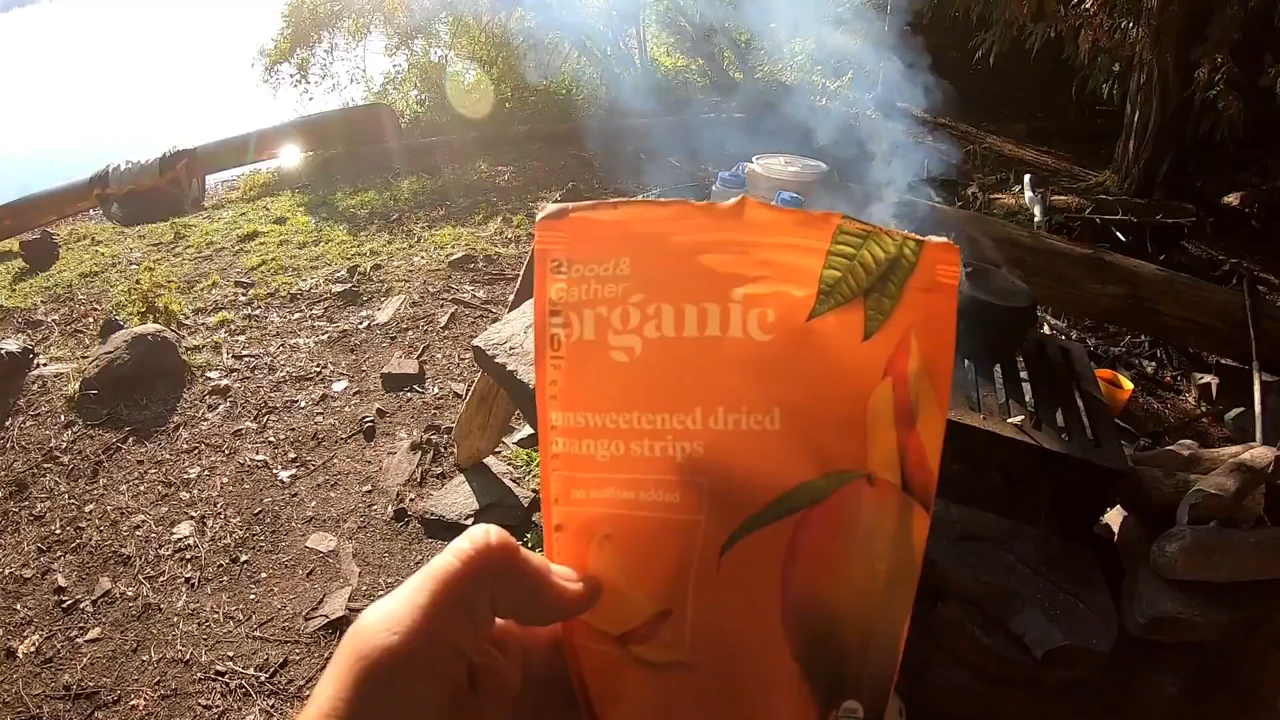 Good&
Gather
organic
unsweetened dried
mango strips
no sulfites added